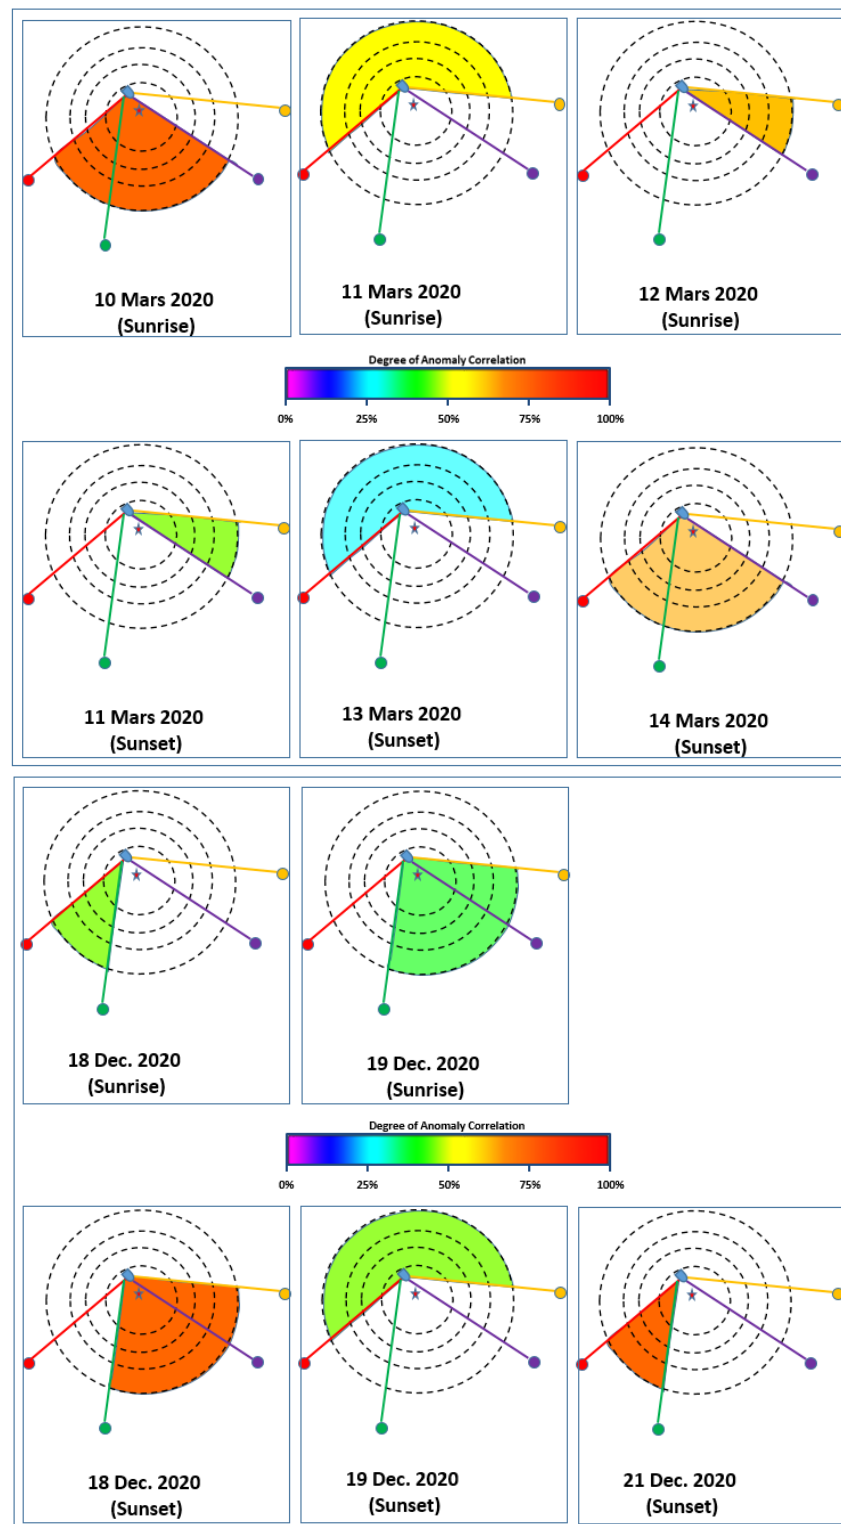 10 Mars 2020
(Sunrise)
11 Mars 2020
(Sunrise)
12 Mars 2020
(Sunrise)
Degree of Anomaly Correlation
0% 25% 50% 75% 100%
11 Mars 2020
(Sunset)
13 Mars 2020
(Sunset)
14 Mars 2020
(Sunset)
18 Dec. 2020
(Sunrise)
19 Dec. 2020
(Sunrise)
Degree of Anomaly Correlation
0% 25% 50% 75% 100%
18 Dec. 2020
(Sunset)
19 Dec. 2020
(Sunset)
21 Dec. 2020
(Sunset)